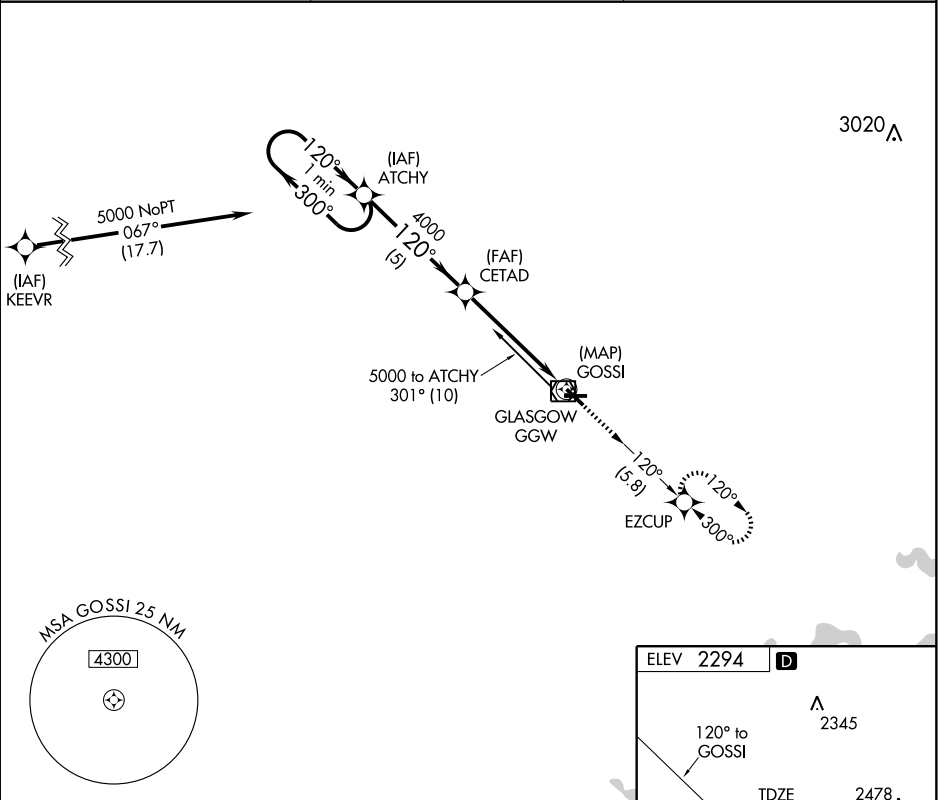 3020
120°
1 min
300°
(IAF)
ATCHY
5000 NoPT
067°
(17.7)
(IAF)
KEEVR
4000
120°
(5)
(FAF)
CETAD
5000 to ATCHY
301° (10)
(MAP)
GOSSI
GLASGOW
GGW
120°
(5.8)
EZCUP
120°
300°
MSA GOSSI 25 NM
4300
ELEV 2294 D
2345
120° to
GOSSI
TDZE 2478